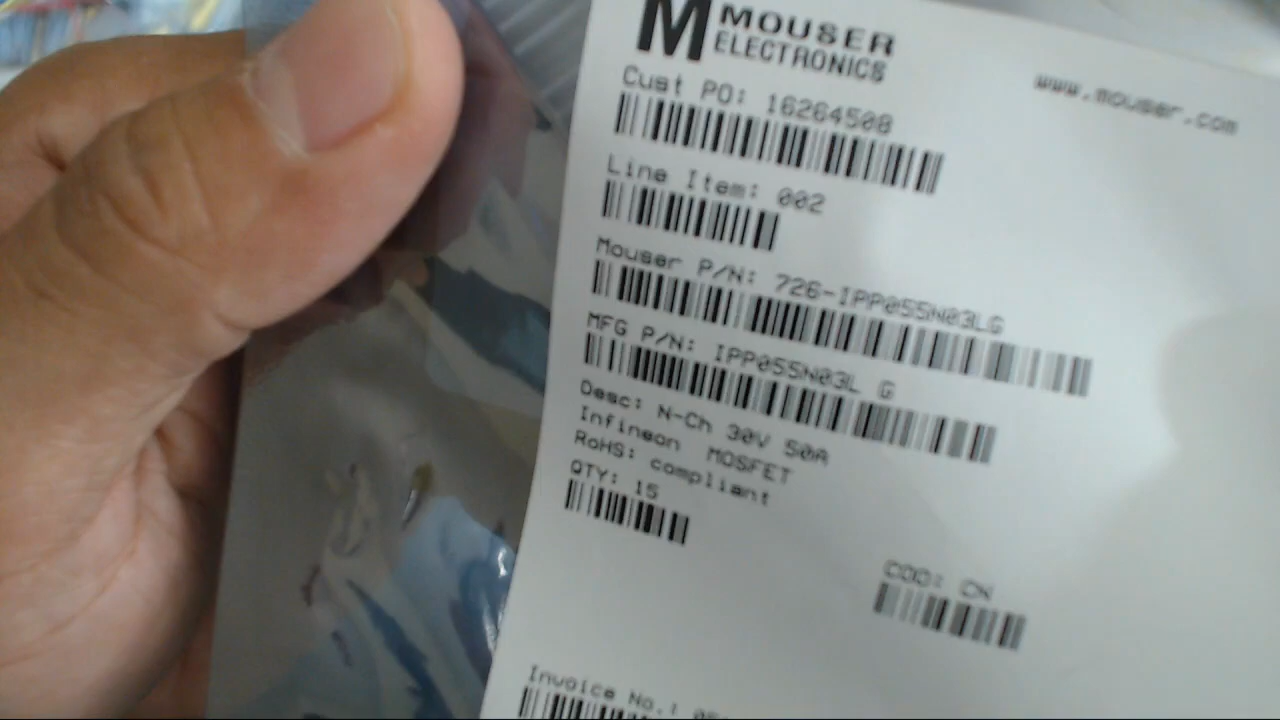 M MOUSER
ELECTRONICS
www.mouser.com
Cust PO: 16264508
Line Item: 002
Mouser P/N: 726-IPP055N03LG
MFG P/N: IPP055N03L G
Desc: N-Ch 30V 50A
Infineon MOSFET
RoHS: compliant
QTY: 15
COO: CN
Invoice No.: